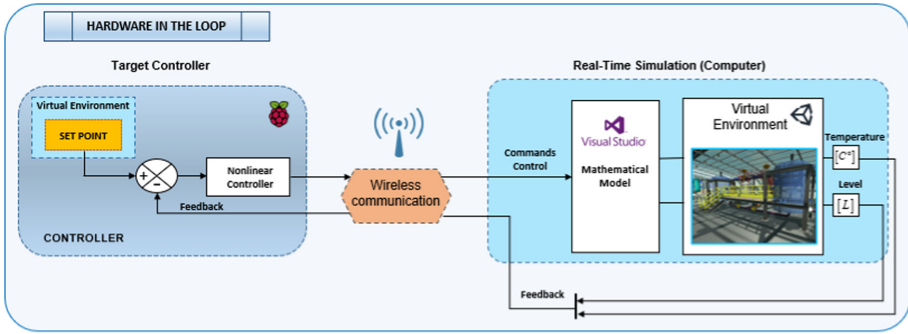 HARDWARE IN THE LOOP
Target Controller
Virtual Environment
SET POINT
+
−
Nonlinear
Controller
Feedback
CONTROLLER
Wireless
communication
Real-Time Simulation (Computer)
Commands
Control
Visual Studio
Mathematical
Model
Virtual
Environment
Temperature
[C°]
Level
[L]
Feedback